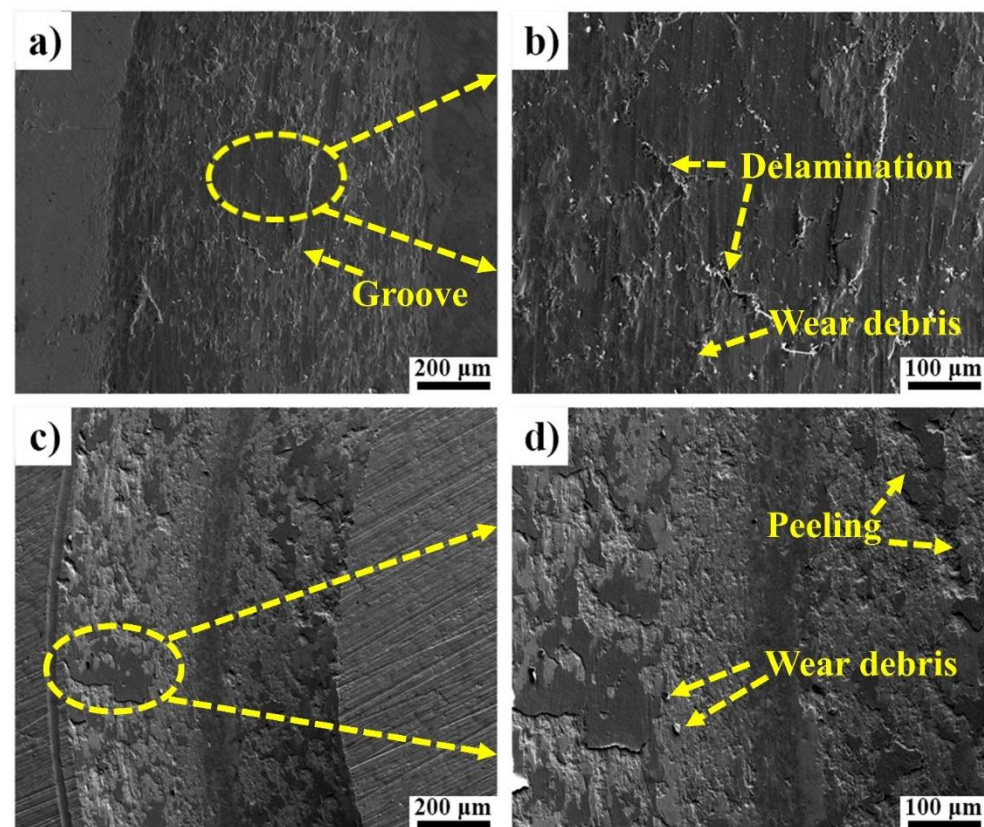 a)
Groove
200 μm
b)
Delamination
Wear debris
100 μm
c)
200 μm
d)
Peeling
Wear debris
100 μm